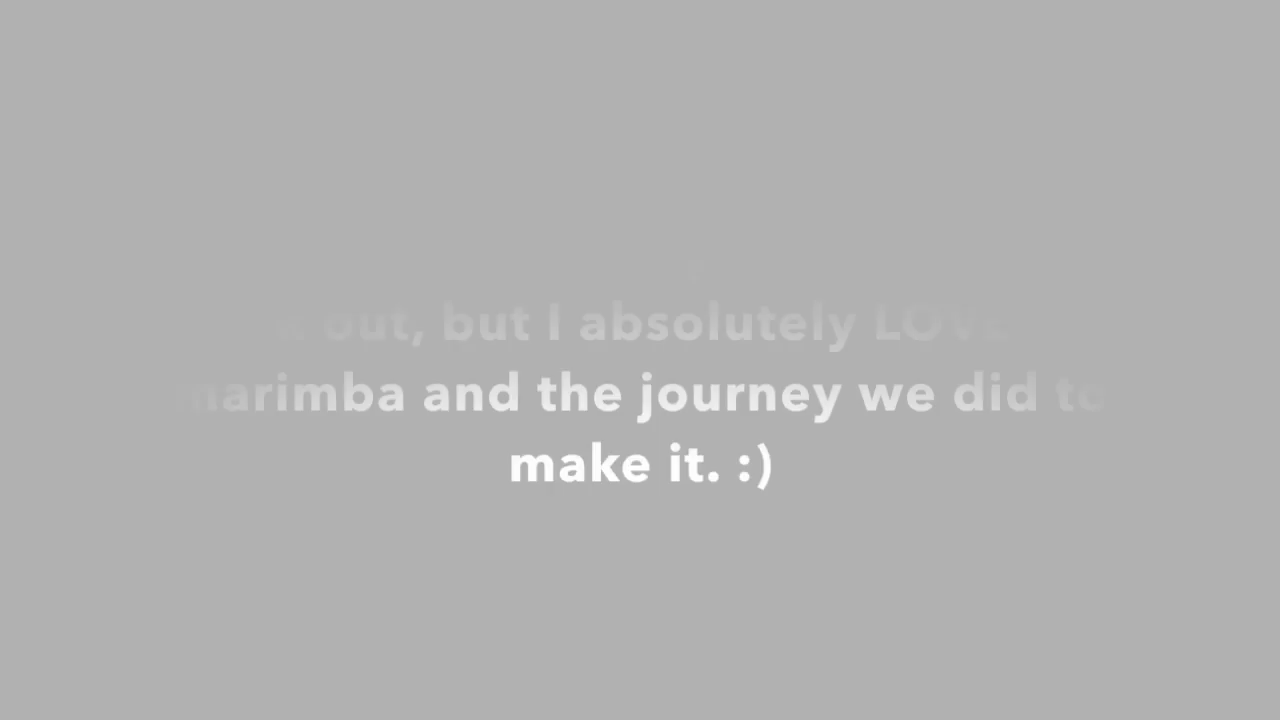 out, but I absolutely LOVE
marimba and the journey we did to
make it. :)